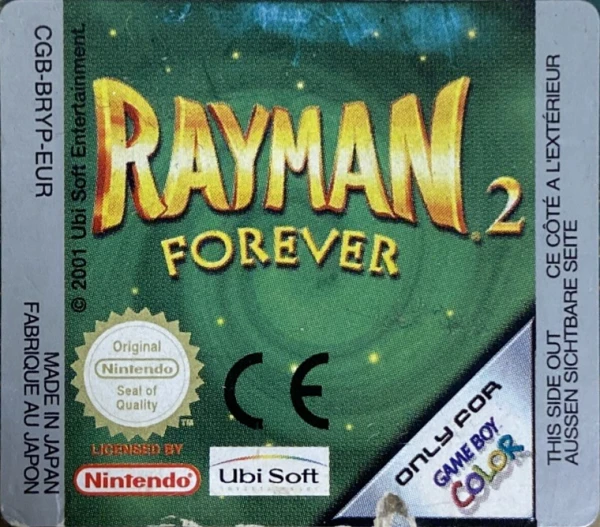 CGB-BRYP-EUR
MADE IN JAPAN
FABRIQUE AU JAPON
© 2001 Ubi Soft Entertainment.
RAYMAN 2
FOREVER
Original
Nintendo
Seal of
Quality
TM
LICENSED BY
Nintendo
CE
Ubi Soft
ENTERTAINMENT
ONLY FOR
GAME BOY
COLOR
THIS SIDE OUT CE CÔTÉ A L'EXTÉRIEUR
AUSSEN SICHTBARE SEITE